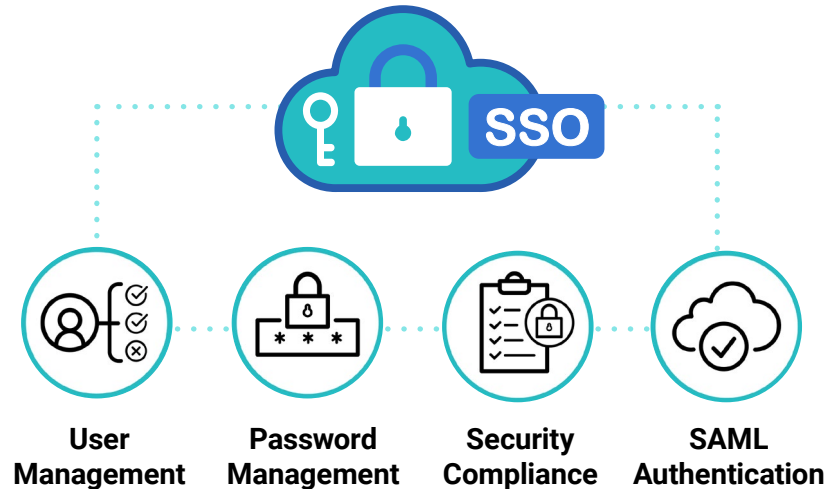 SSO
* * *
User
Management
Password
Management
Security
Compliance
SAML
Authentication